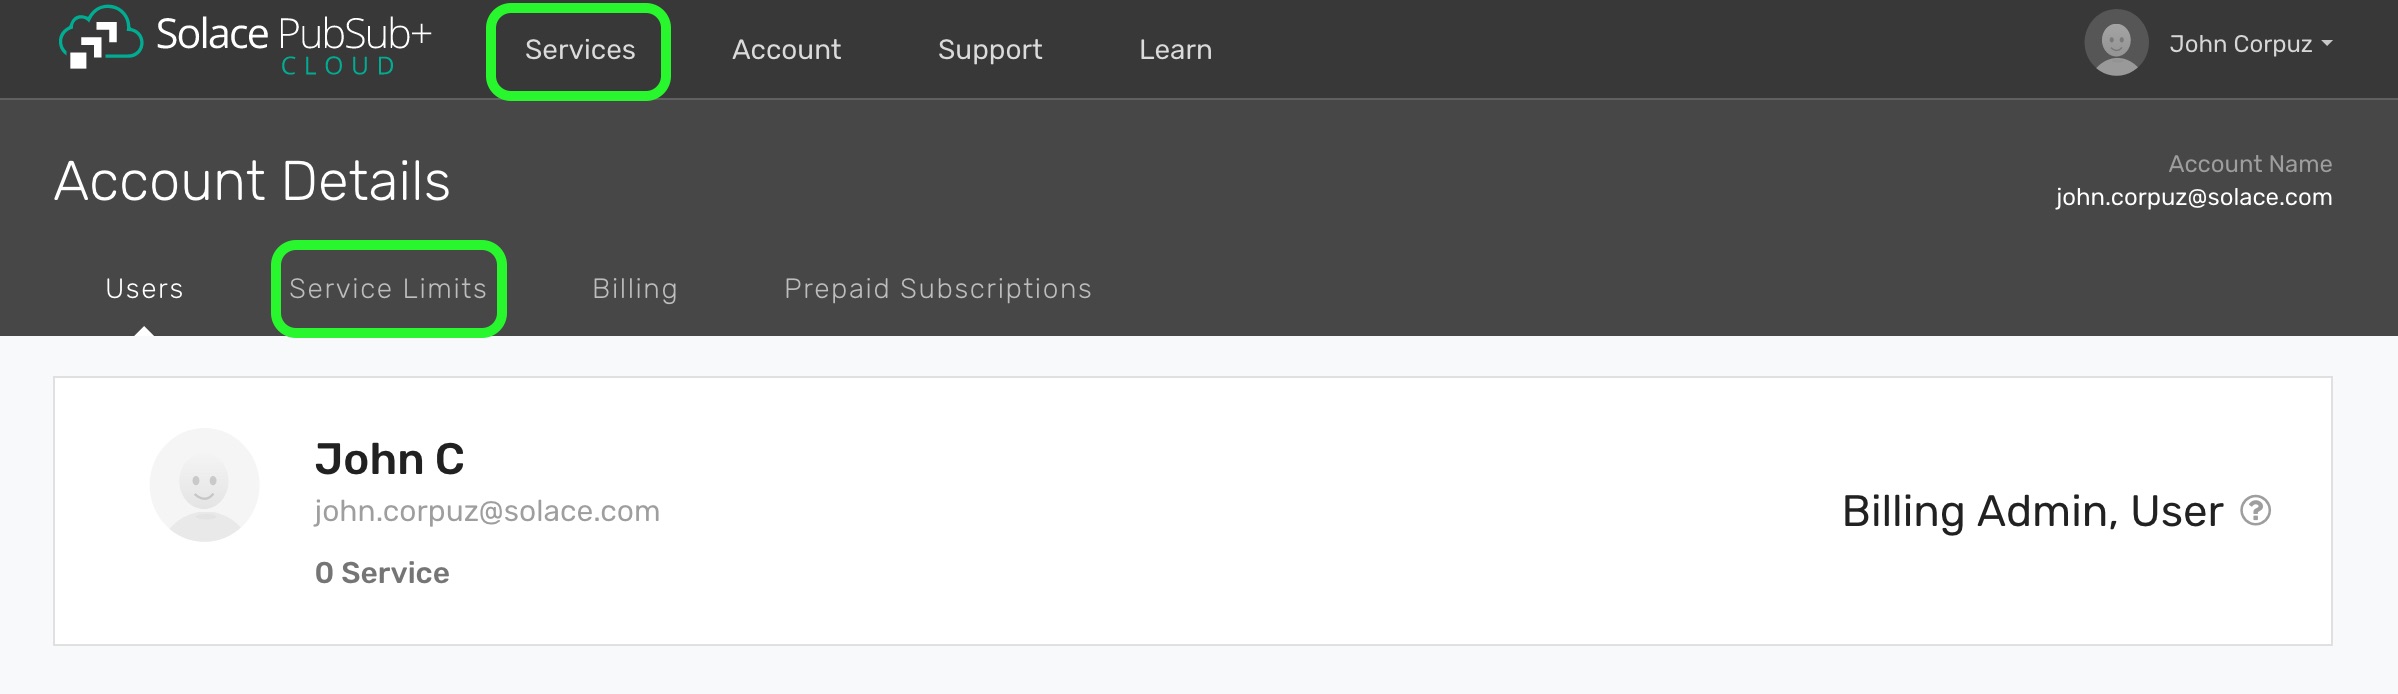 Solace PubSub+
CLOUD
Services
Account
Support
Learn
John Corpuz
Account Details
Account Name
john.corpuz@solace.com
Users
Service Limits
Billing
Prepaid Subscriptions
John C
john.corpuz@solace.com
0 Service
Billing Admin, User ?